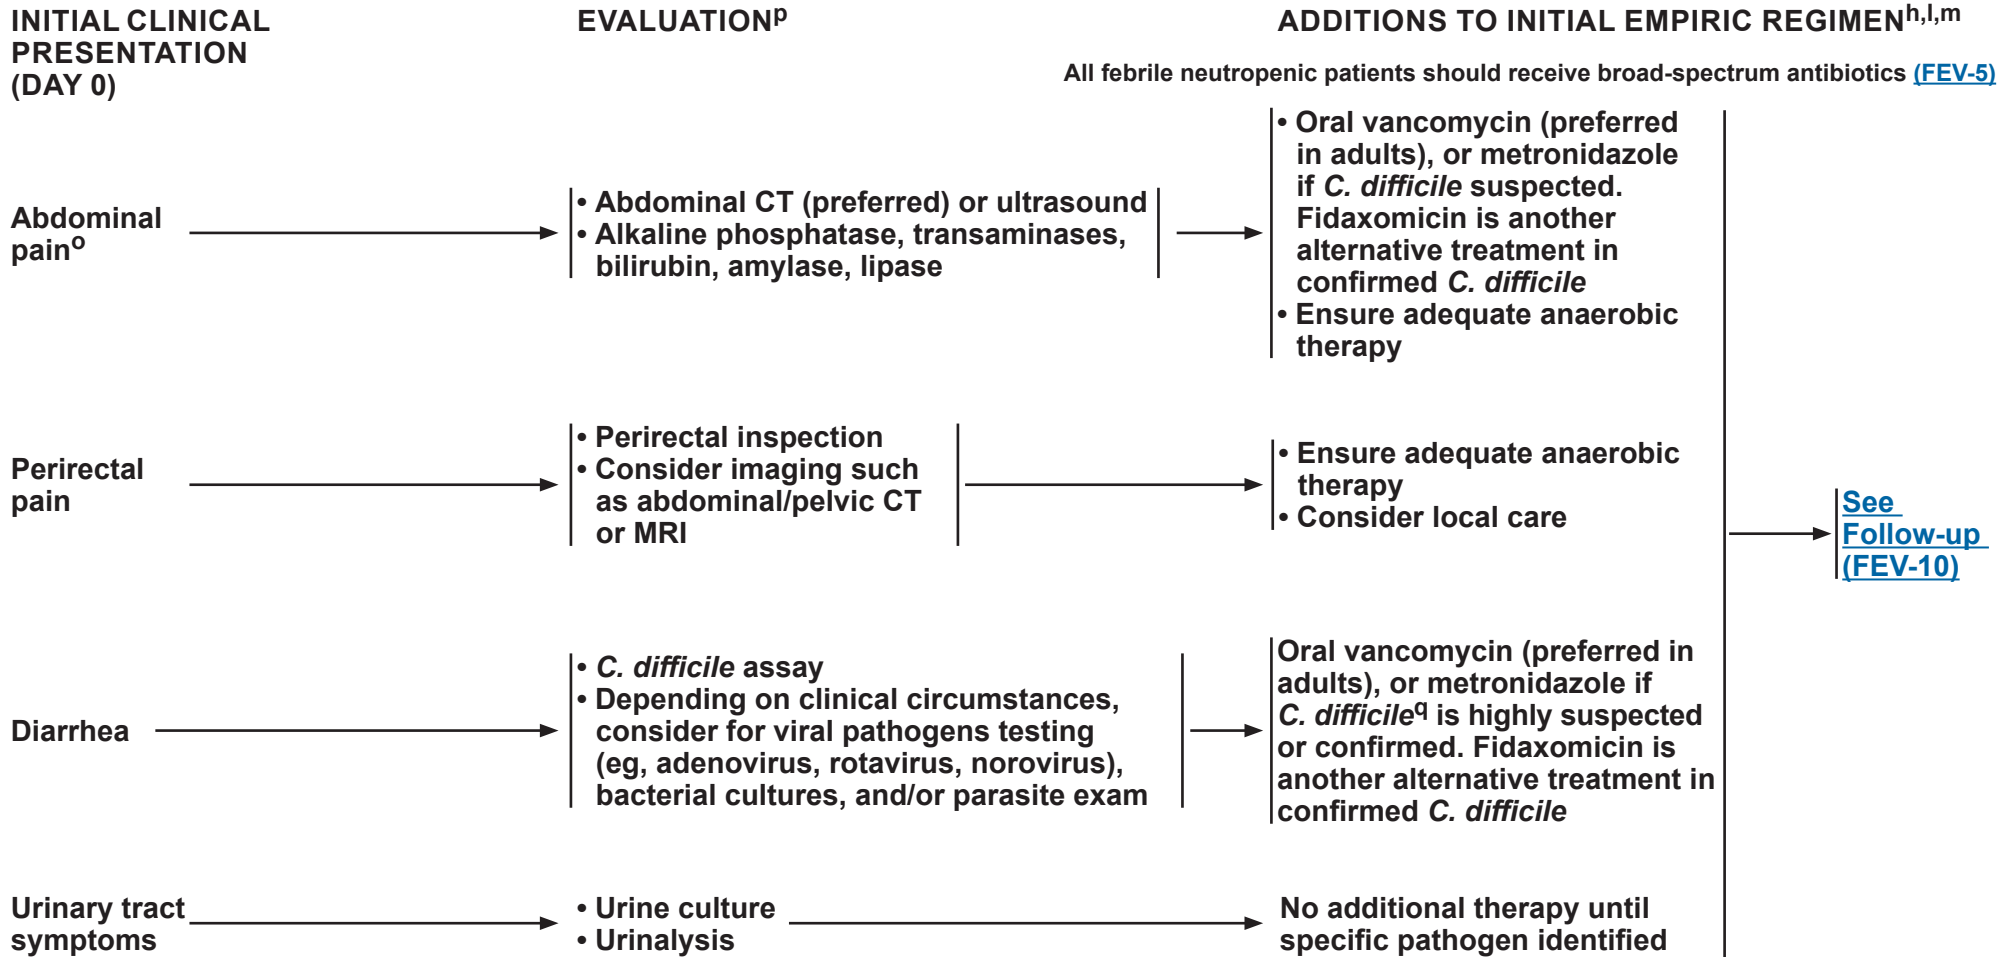 INITIAL CLINICAL
PRESENTATION
(DAY 0)
EVALUATIONp
ADDITIONS TO INITIAL EMPIRIC REGIMENh,l,m
All febrile neutropenic patients should receive broad-spectrum antibiotics (FEV-5)
Abdominal
paino
• Abdominal CT (preferred) or ultrasound
• Alkaline phosphatase, transaminases,
bilirubin, amylase, lipase
• Oral vancomycin (preferred
in adults), or metronidazole
if C. difficile suspected.
Fidaxomicin is another
alternative treatment in
confirmed C. difficile
• Ensure adequate anaerobic
therapy
Perirectal
pain
• Perirectal inspection
• Consider imaging such
as abdominal/pelvic CT
or MRI
• Ensure adequate anaerobic
therapy
• Consider local care
See
Follow-up
(FEV-10)
Diarrhea
• C. difficile assay
• Depending on clinical circumstances,
consider for viral pathogens testing
(eg, adenovirus, rotavirus, norovirus),
bacterial cultures, and/or parasite exam
Oral vancomycin (preferred in
adults), or metronidazole if
C. difficileq is highly suspected
or confirmed. Fidaxomicin is
another alternative treatment in
confirmed C. difficile
Urinary tract
symptoms
• Urine culture
• Urinalysis
No additional therapy until
specific pathogen identified